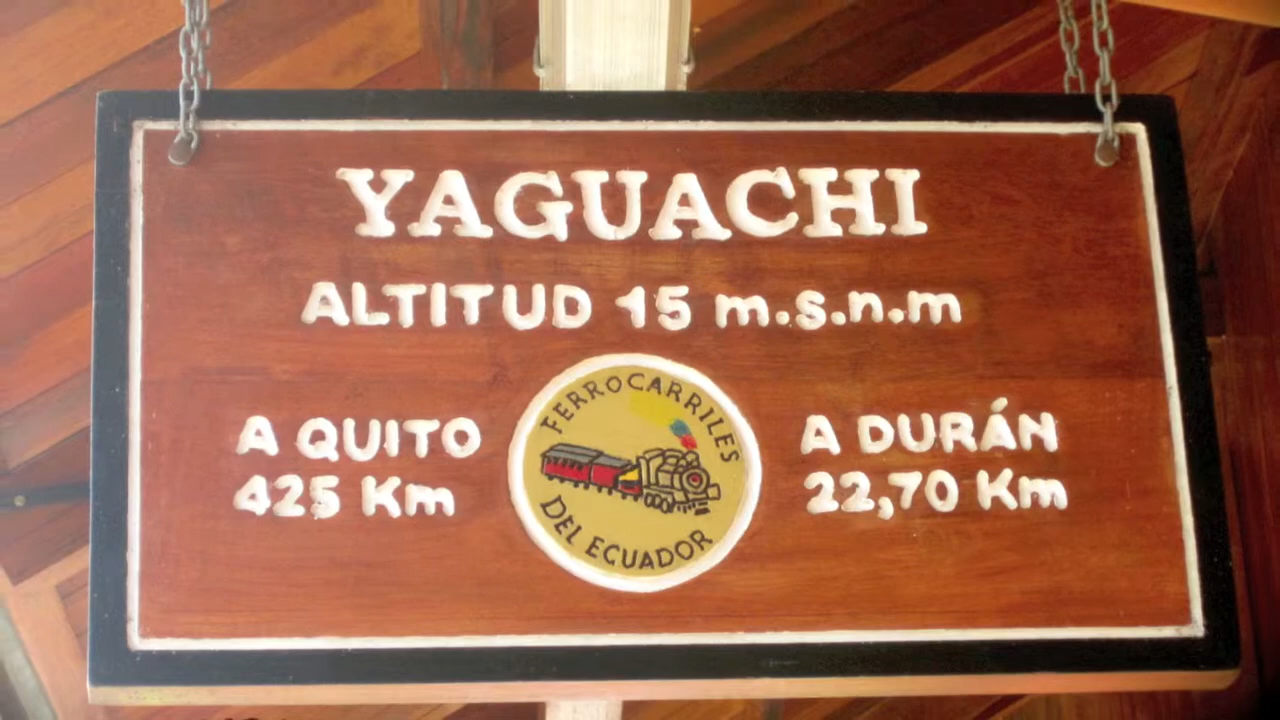 YAGUACHI
ALTITUD 15 m.s.n.m
A QUITO
425 Km
FERROCARRILES
DEL ECUADOR
A DURÁN
22,70 Km